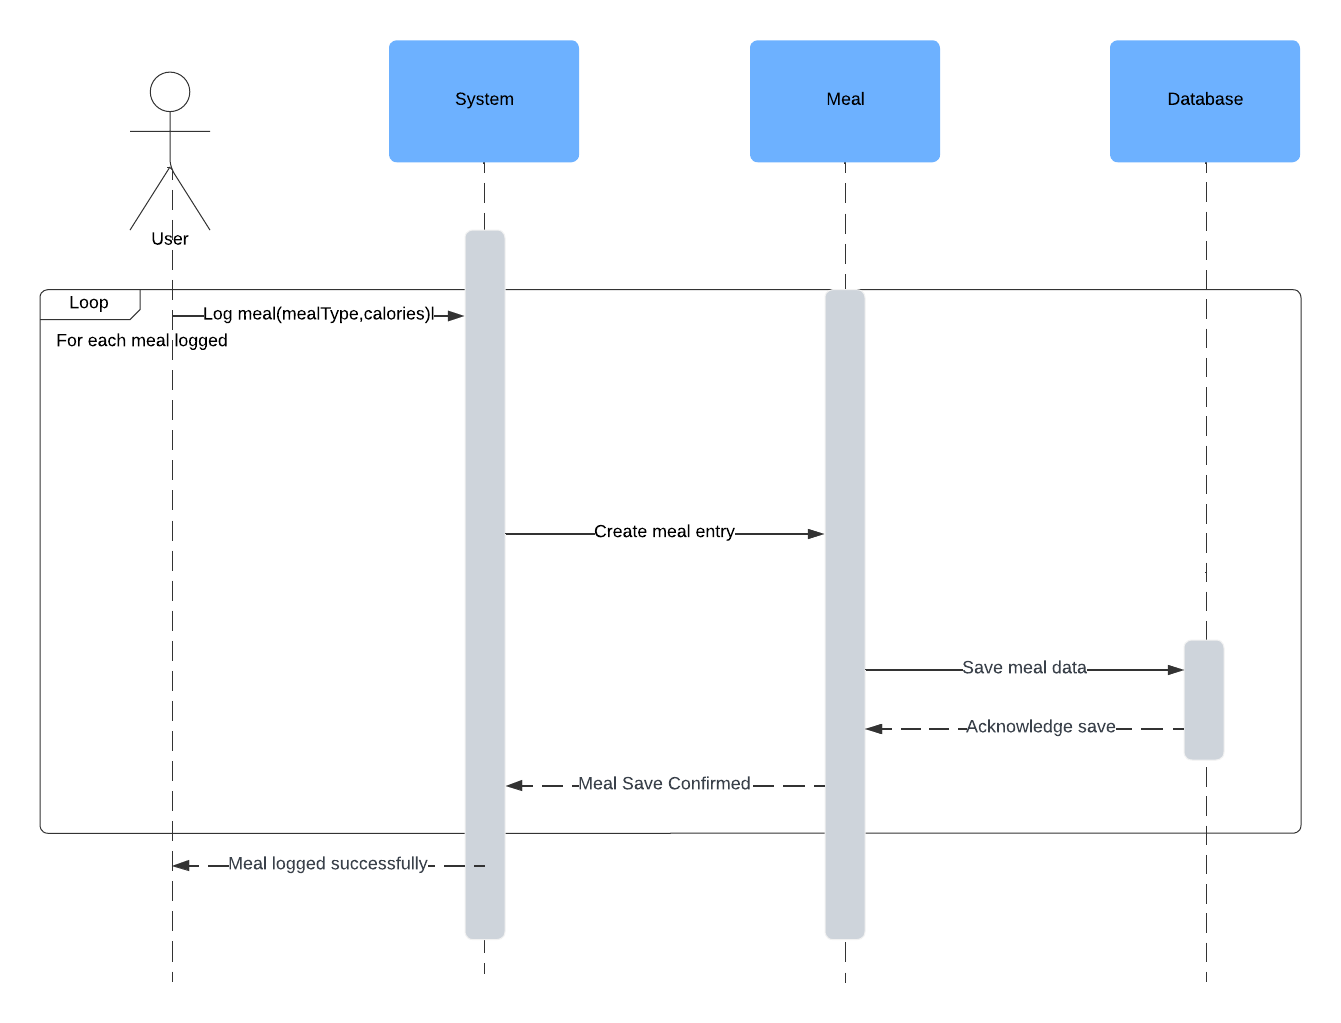 System
Meal
Database
User
Loop
Log meal(mealType,calories)l
For each meal logged
Create meal entry
Save meal data
Acknowledge save
Meal Save Confirmed
Meal logged successfully